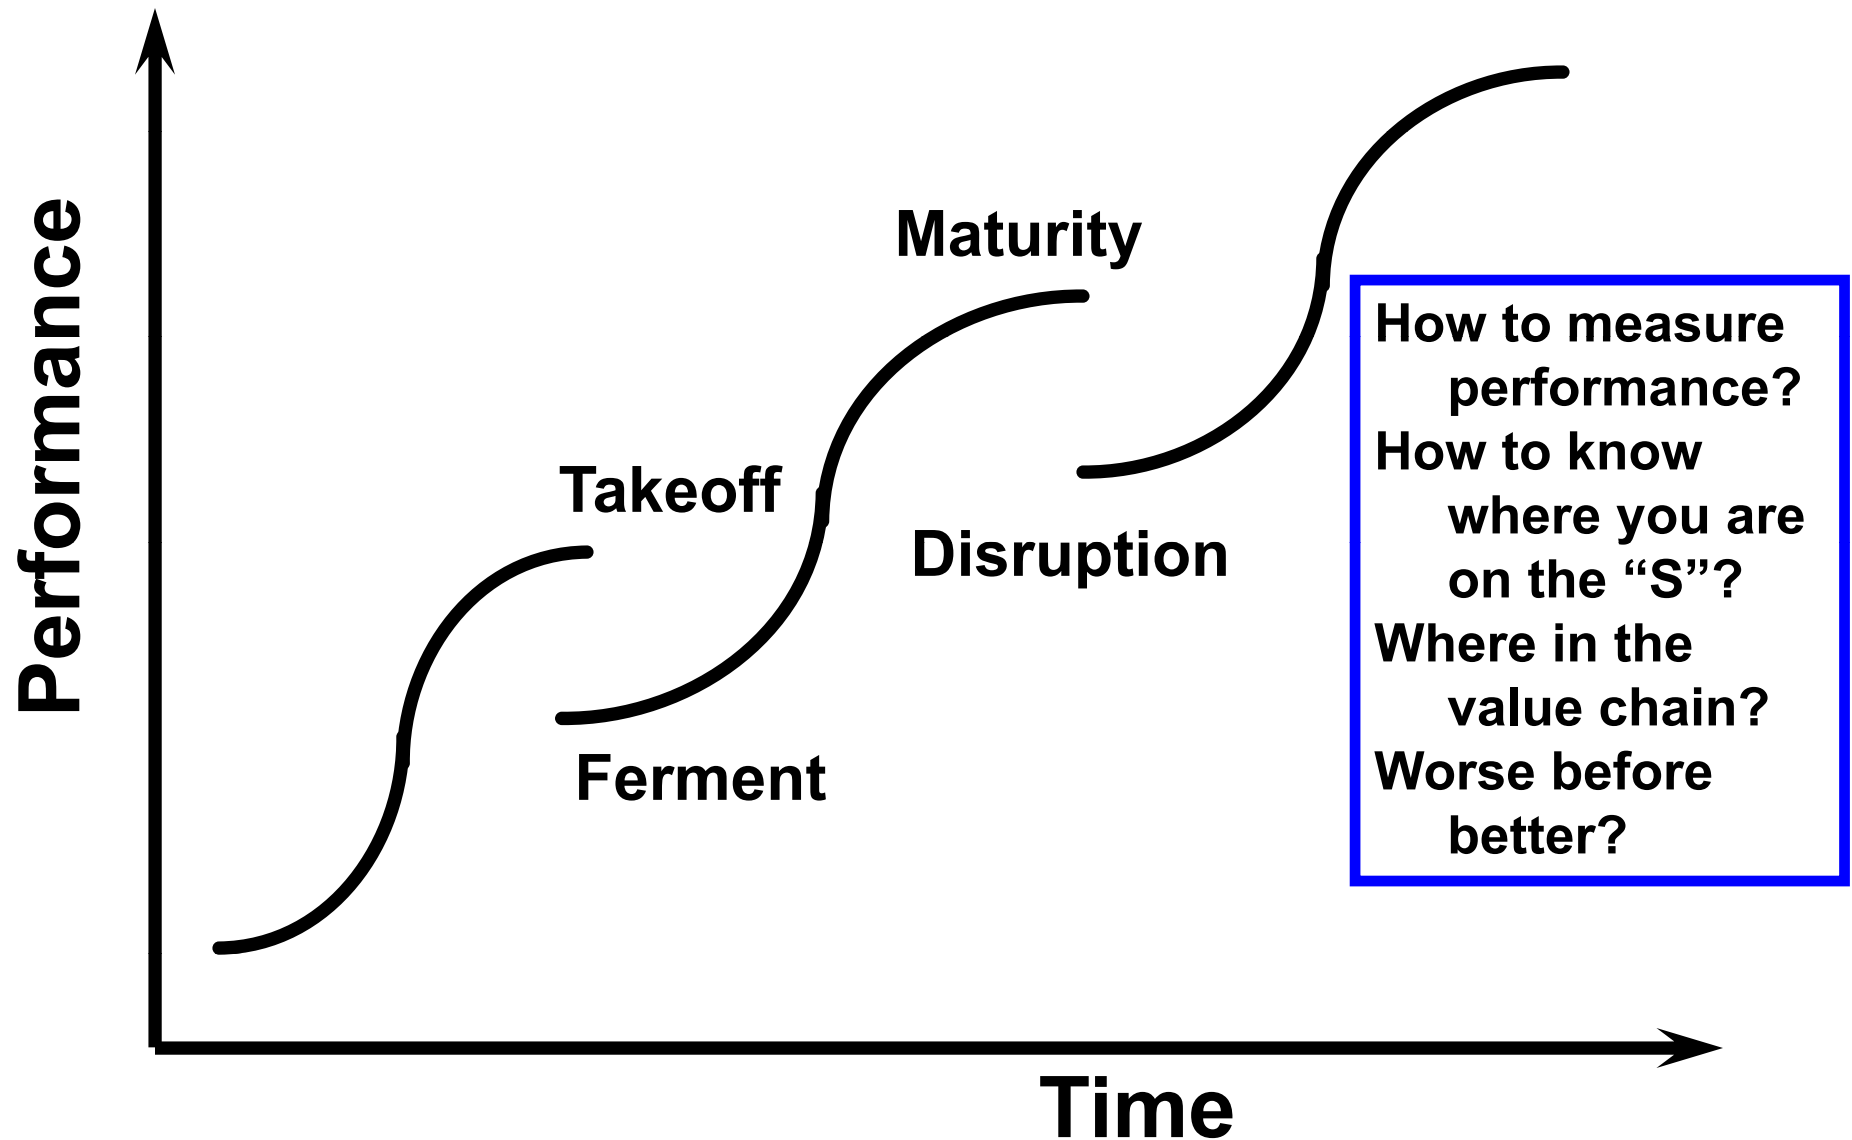 Performance
Maturity
Takeoff
Disruption
Ferment
How to measure
performance?
How to know
where you are
on the “S”?
Where in the
value chain?
Worse before
better?
Time